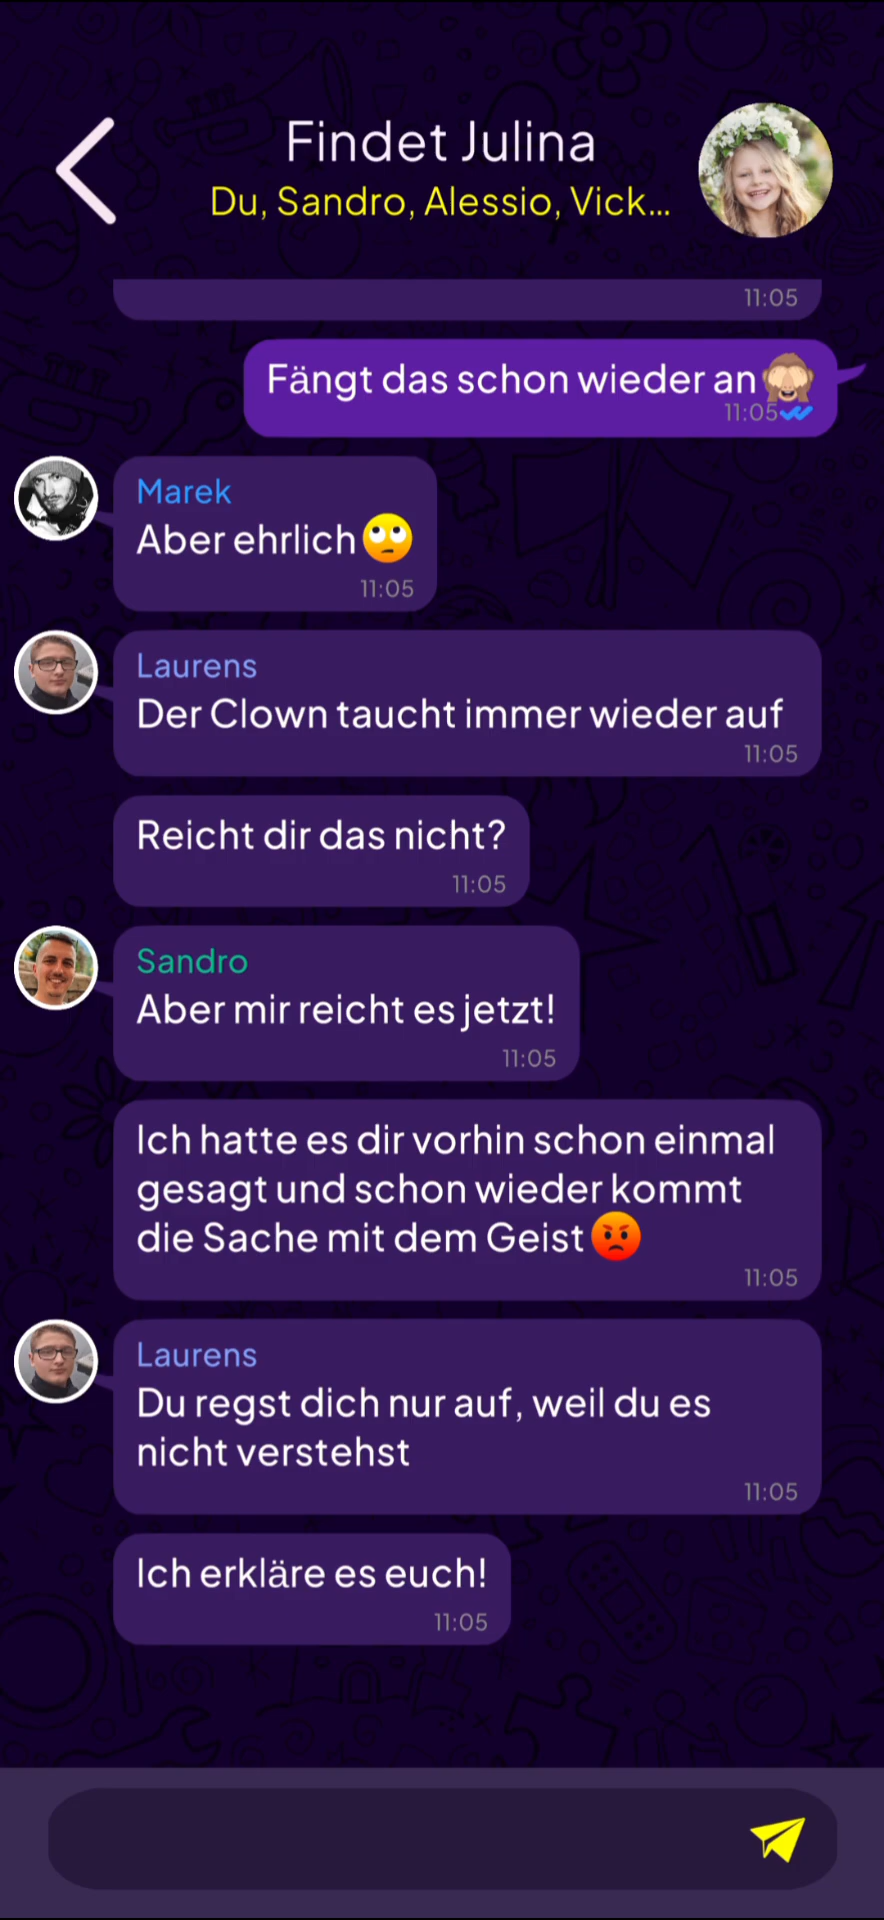 Findet Julina
Du, Sandro, Alessio, Vick...
11:05
Fängt das schon wieder an🙈
11:05
Marek
Aber ehrlich🙄
11:05
Laurens
Der Clown taucht immer wieder auf
11:05
Reicht dir das nicht?
11:05
Sandro
Aber mir reicht es jetzt!
11:05
Ich hatte es dir vorhin schon einmal
gesagt und schon wieder kommt
die Sache mit dem Geist😡
11:05
Laurens
Du regst dich nur auf, weil du es
nicht verstehst
11:05
Ich erkläre es euch!
11:05